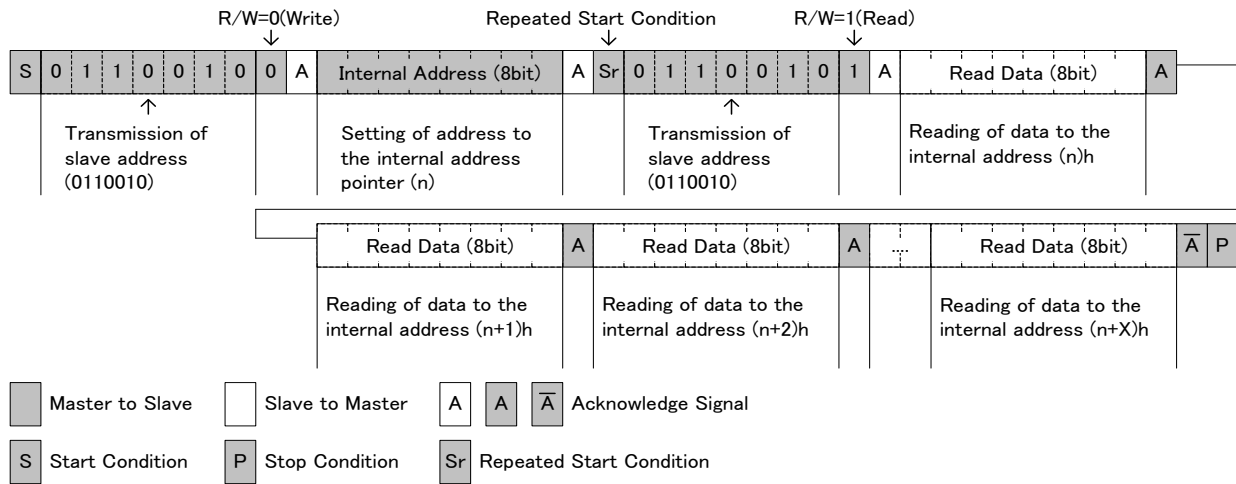 R/W=0(Write) Repeated Start Condition R/W=1(Read)
S 0 1 1 0 0 1 0 0 A Internal Address (8bit) A Sr 0 1 1 0 0 1 0 1 A Read Data (8bit) A
Transmission of slave address (0110010)
Setting of address to the internal address pointer (n)
Transmission of slave address (0110010)
Reading of data to the internal address (n)h
Read Data (8bit) A Read Data (8bit) A .... Read Data (8bit) A̅ P
Reading of data to the internal address (n+1)h
Reading of data to the internal address (n+2)h
Reading of data to the internal address (n+X)h
Master to Slave Slave to Master A A A̅ Acknowledge Signal
S Start Condition P Stop Condition Sr Repeated Start Condition